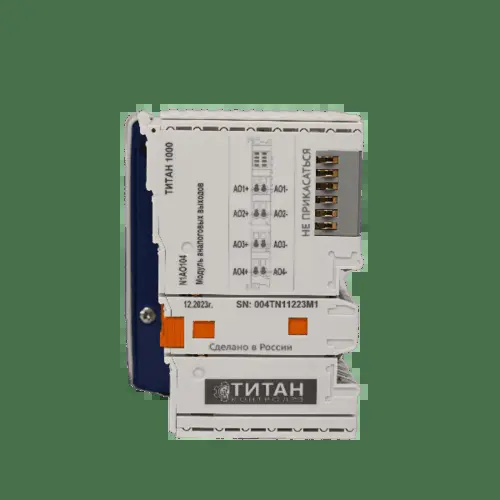 ТИТАН 1000
N1AO104
Модуль аналоговых выходов
AO1+ AO1-
AO2+ AO2-
AO3+ AO3-
AO4+ AO4-
НЕ ПРИКАСАТЬСЯ
12.2023г. SN: 004TN11223M1
Сделано в России
ТИТАН
КОНТРОЛ